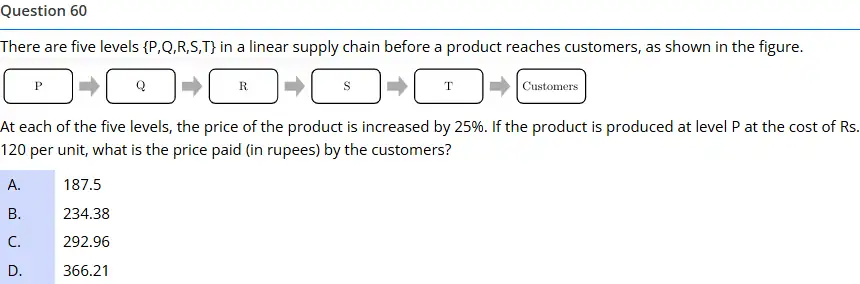 Question 60
There are five levels {P,Q,R,S,T} in a linear supply chain before a product reaches customers, as shown in the figure.
P Q R S T Customers
At each of the five levels, the price of the product is increased by 25%. If the product is produced at level P at the cost of Rs.
120 per unit, what is the price paid (in rupees) by the customers?
A. 187.5
B. 234.38
C. 292.96
D. 366.21